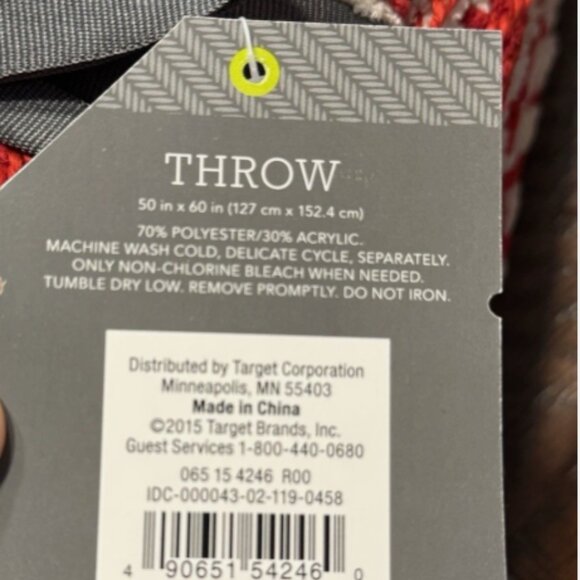 THROW
50 in x 60 in (127 cm x 152.4 cm)
70% POLYESTER/30% ACRYLIC.
MACHINE WASH COLD, DELICATE CYCLE, SEPARATELY.
ONLY NON-CHLORINE BLEACH WHEN NEEDED.
TUMBLE DRY LOW. REMOVE PROMPTLY. DO NOT IRON.
Distributed by Target Corporation
Minneapolis, MN 55403
Made in China
©2015 Target Brands, Inc.
Guest Services 1-800-440-0680
065 15 4246 R00
IDC-000043-02-119-0458
4 90651 54246 0